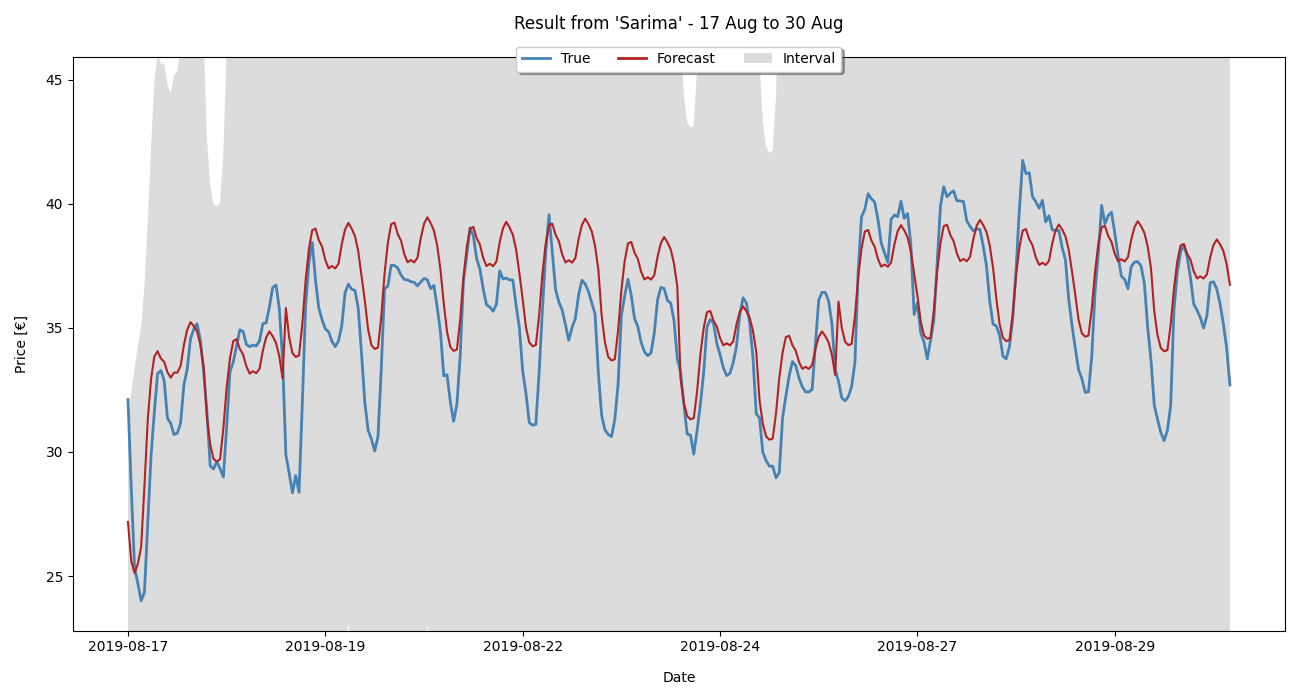 Result from 'Sarima' - 17 Aug to 30 Aug
True Forecast Interval
45
40
35
30
25
Price [€]
2019-08-17 2019-08-19 2019-08-22 2019-08-24 2019-08-27 2019-08-29
Date